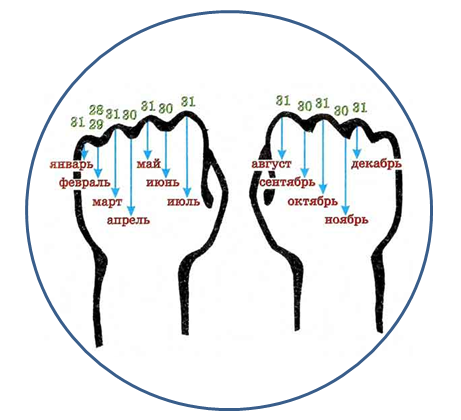 28
31 29 31 30 31 30 31
31 30 31 30 31
январь май август декабрь
февраль июнь сентябрь
март июль октябрь
апрель ноябрь